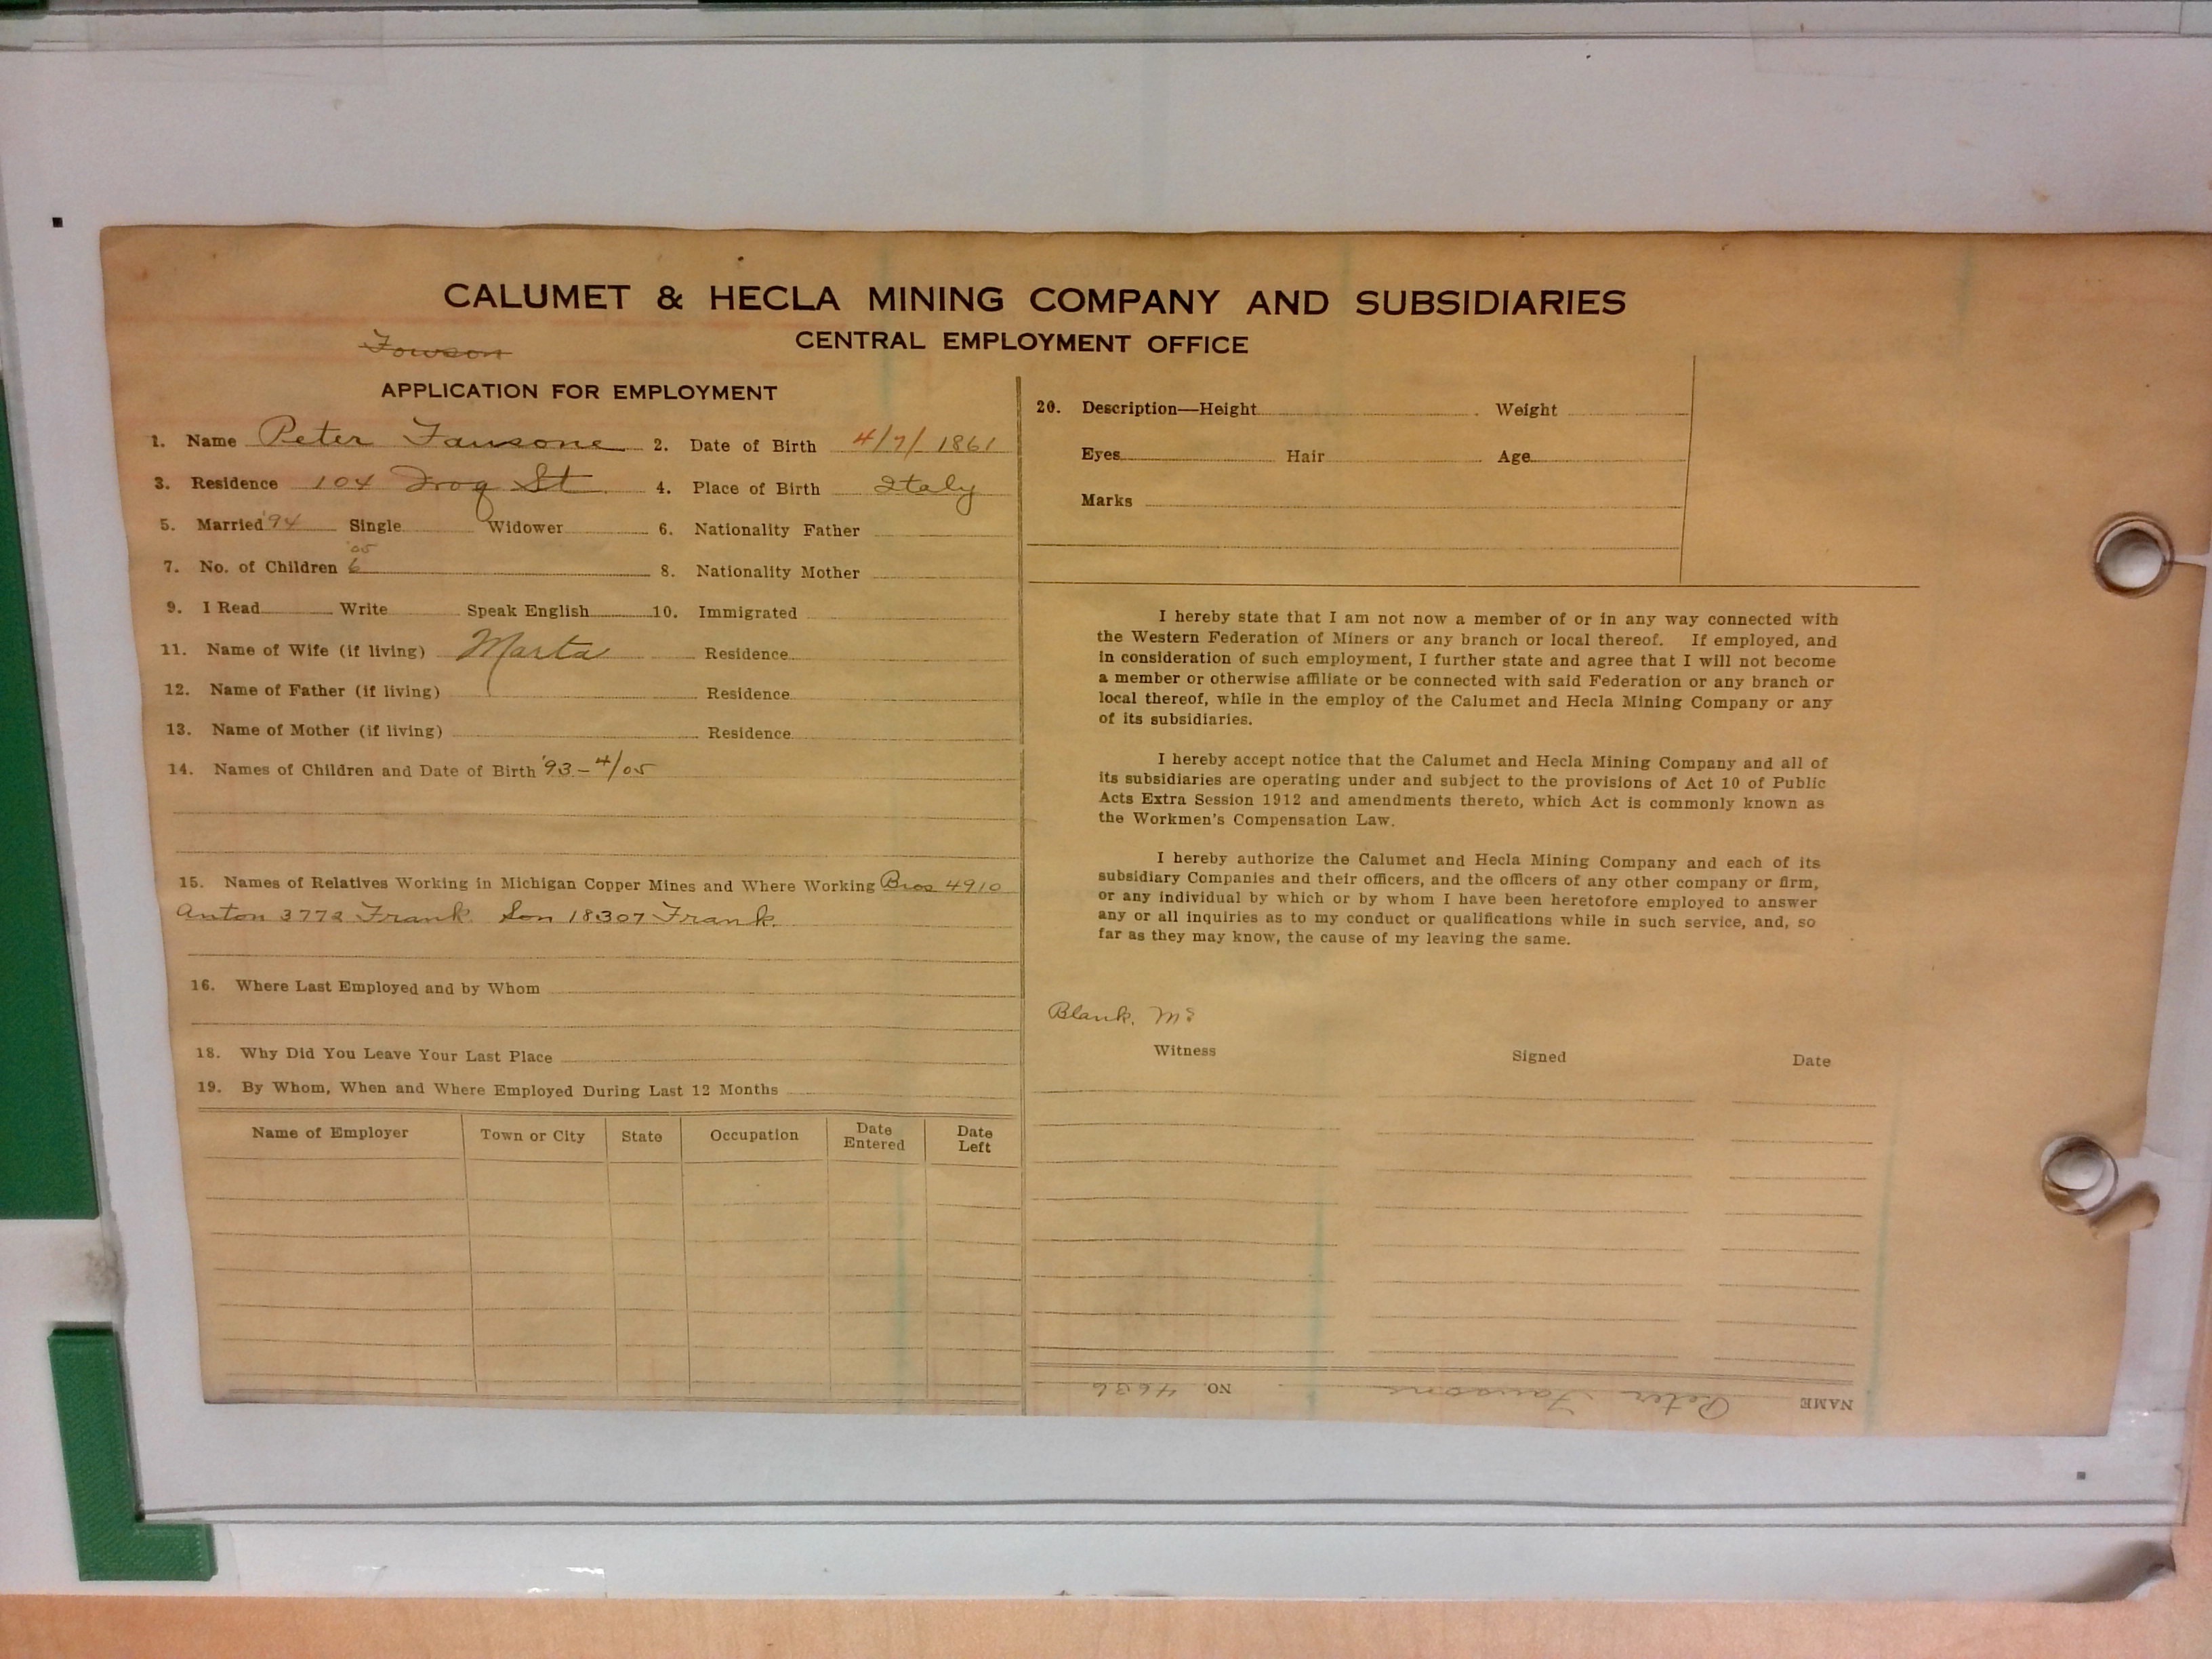 CALUMET & HECLA MINING COMPANY AND SUBSIDIARIES
CENTRAL EMPLOYMENT OFFICE
Fowson
APPLICATION FOR EMPLOYMENT
1. Name Peter Fausone 2. Date of Birth 4/7/1861
3. Residence 104 Frog St 4. Place of Birth Italy
5. Married '94 Single Widower 6. Nationality Father
'05
7. No. of Children 6 8. Nationality Mother
9. I Read Write Speak English 10. Immigrated
11. Name of Wife (if living) Marta Residence
12. Name of Father (if living) Residence
13. Name of Mother (if living) Residence
14. Names of Children and Date of Birth '93-4/05
15. Names of Relatives Working in Michigan Copper Mines and Where Working Bros 4910
Anton 3772 Frank Son 18307 Frank.
16. Where Last Employed and by Whom
18. Why Did You Leave Your Last Place
19. By Whom, When and Where Employed During Last 12 Months
Name of Employer Town or City State Occupation Date Entered Date Left
20. Description—Height Weight
Eyes Hair Age
Marks
I hereby state that I am not now a member of or in any way connected with
the Western Federation of Miners or any branch or local thereof. If employed, and
in consideration of such employment, I further state and agree that I will not become
a member or otherwise affiliate or be connected with said Federation or any branch or
local thereof, while in the employ of the Calumet and Hecla Mining Company or any
of its subsidiaries.
I hereby accept notice that the Calumet and Hecla Mining Company and all of
its subsidiaries are operating under and subject to the provisions of Act 10 of Public
Acts Extra Session 1912 and amendments thereto, which Act is commonly known as
the Workmen's Compensation Law.
I hereby authorize the Calumet and Hecla Mining Company and each of its
subsidiary Companies and their officers, and the officers of any other company or firm,
or any individual by which or by whom I have been heretofore employed to answer
any or all inquiries as to my conduct or qualifications while in such service, and, so
far as they may know, the cause of my leaving the same.
Blank.
Witness Signed Date
NAME Peter Fausone NO. 4636